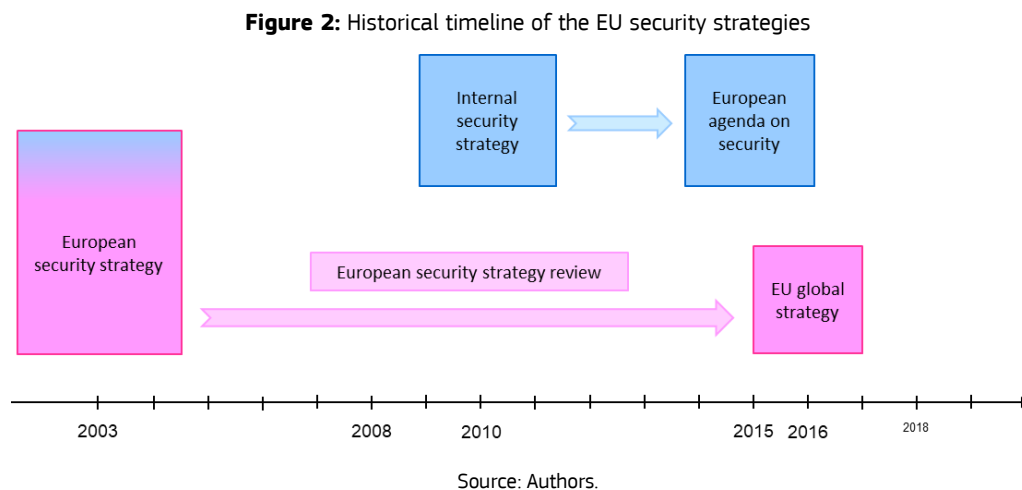 Figure 2: Historical timeline of the EU security strategies
Internal
security
strategy
European
agenda on
security
European
security strategy
European security strategy review
EU global
strategy
2003
2008
2010
2015
2016
2018
Source: Authors.